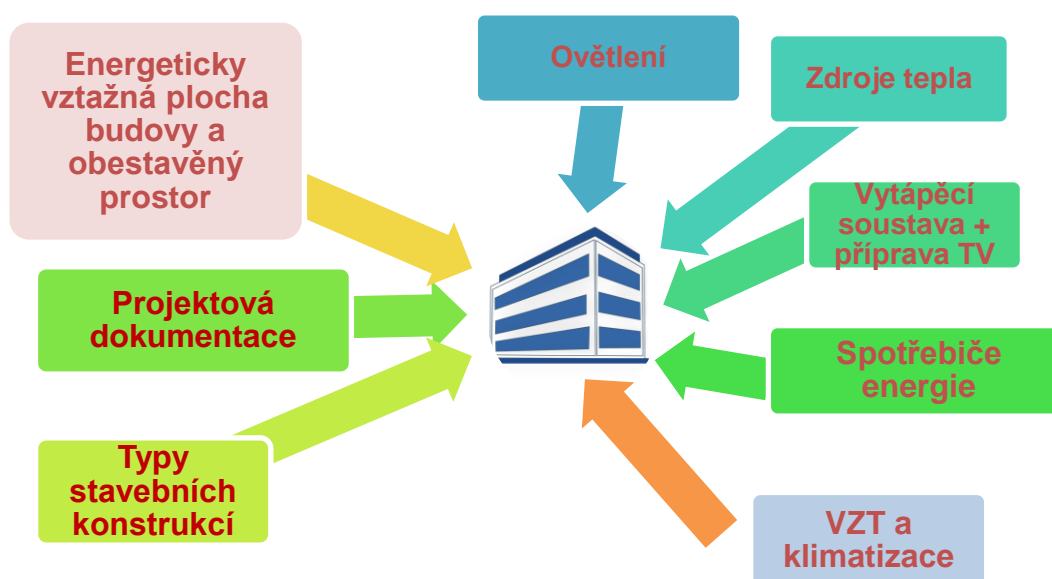 Energeticky
vztažná plocha
budovy a
obestavěný
prostor
Ovětlení
Zdroje tepla
Vytápěcí
soustava +
příprava TV
Projektová
dokumentace
Spotřebiče
energie
Typy
stavebních
konstrukcí
VZT a
klimatizace